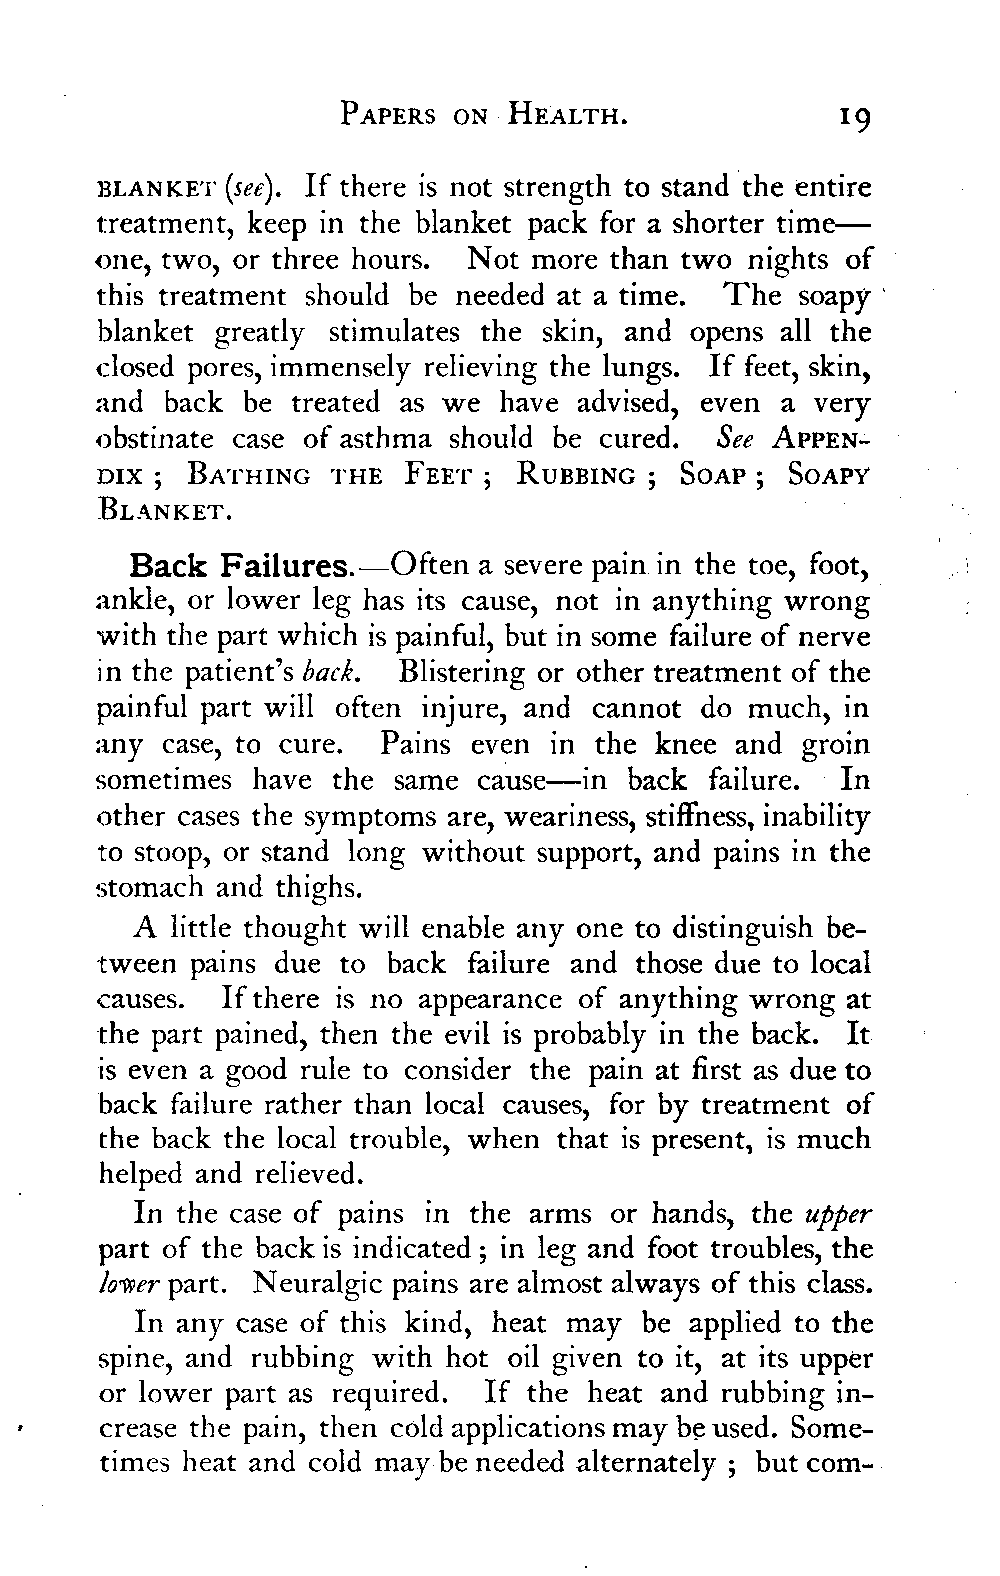 PAPERS ON HEALTH. 19
BLANKET (see). If there is not strength to stand the entire
treatment, keep in the blanket pack for a shorter time—
one, two, or three hours. Not more than two nights of
this treatment should be needed at a time. The soapy
blanket greatly stimulates the skin, and opens all the
closed pores, immensely relieving the lungs. If feet, skin,
and back be treated as we have advised, even a very
obstinate case of asthma should be cured. See APPEN-
DIX ; BATHING THE FEET ; RUBBING ; SOAP ; SOAPY
BLANKET.
Back Failures.—Often a severe pain in the toe, foot,
ankle, or lower leg has its cause, not in anything wrong
with the part which is painful, but in some failure of nerve
in the patient's back. Blistering or other treatment of the
painful part will often injure, and cannot do much, in
any case, to cure. Pains even in the knee and groin
sometimes have the same cause—in back failure. In
other cases the symptoms are, weariness, stiffness, inability
to stoop, or stand long without support, and pains in the
stomach and thighs.
A little thought will enable any one to distinguish be-
tween pains due to back failure and those due to local
causes. If there is no appearance of anything wrong at
the part pained, then the evil is probably in the back. It
is even a good rule to consider the pain at first as due to
back failure rather than local causes, for by treatment of
the back the local trouble, when that is present, is much
helped and relieved.
In the case of pains in the arms or hands, the upper
part of the back is indicated ; in leg and foot troubles, the
lower part. Neuralgic pains are almost always of this class.
In any case of this kind, heat may be applied to the
spine, and rubbing with hot oil given to it, at its upper
or lower part as required. If the heat and rubbing in-
crease the pain, then cold applications may be used. Some-
times heat and cold may be needed alternately ; but com-